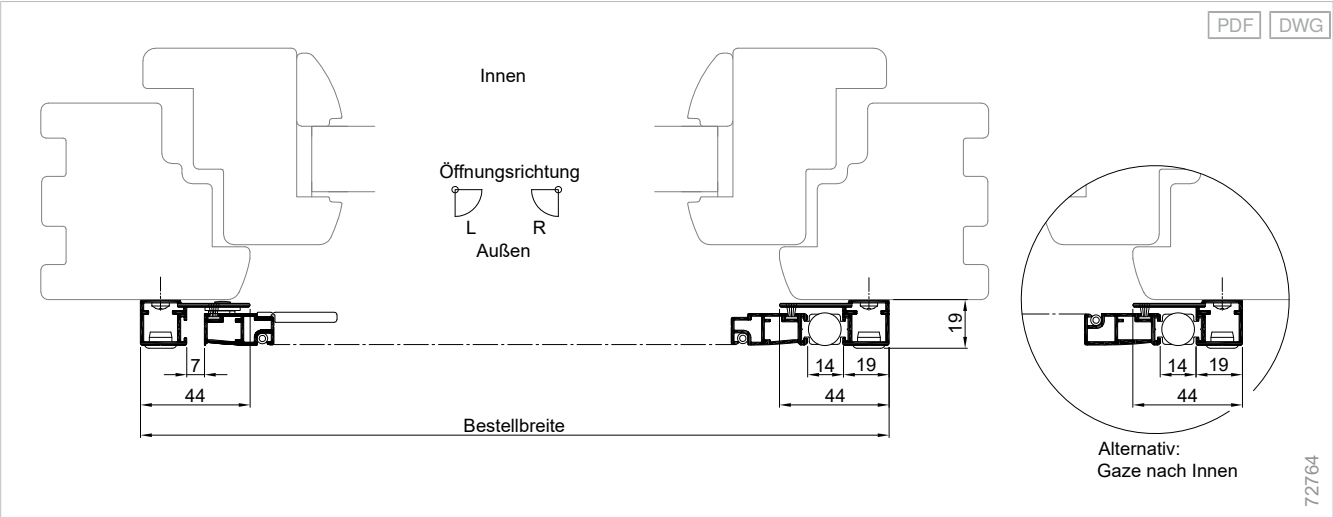 PDF DWG
Innen
Öffnungsrichtung
L R
Außen
19
7 14 19 14 19
44 44 44
Bestellbreite
Alternativ:
Gaze nach Innen
72764